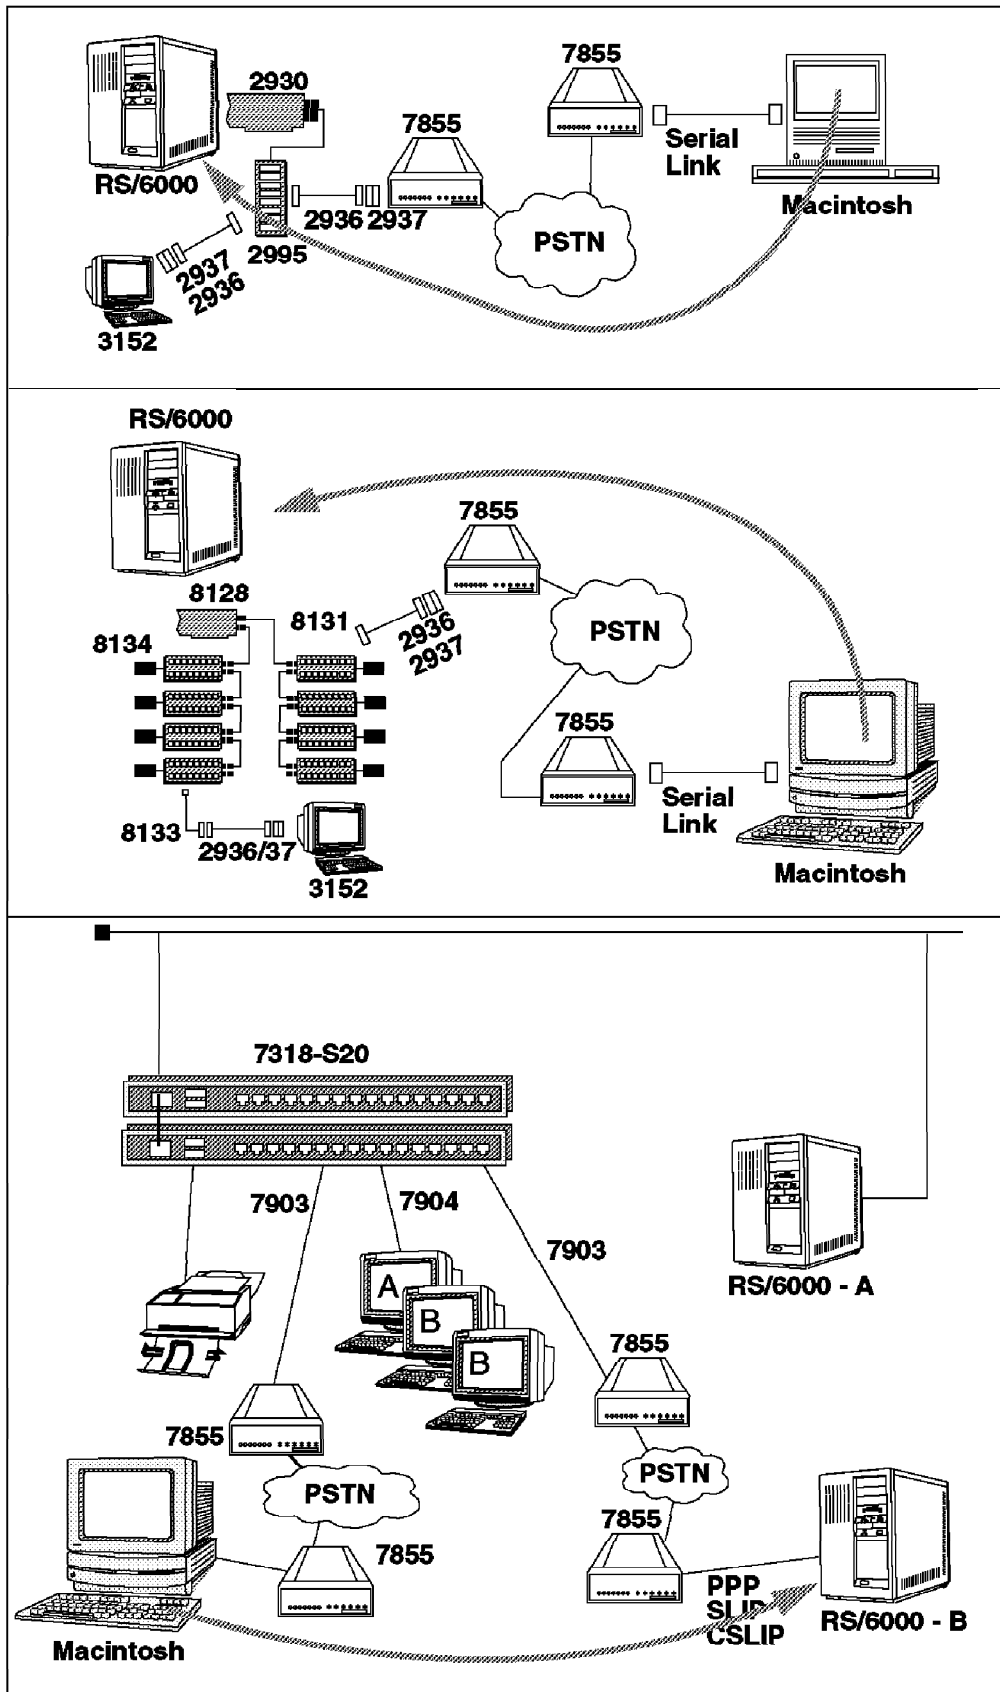 7855
2930
7855
Serial
Link
RS/6000
2936 2937
Macintosh
PSTN
2995
2937
2936
3152
RS/6000
7855
8128
8131
2936
2937
PSTN
8134
7855
Serial
Link
8133
2936/37
3152
Macintosh
7318-S20
7903
7904
7903
A
B
B
RS/6000 - A
7855
7855
PSTN
PSTN
7855
7855
PPP
SLIP
CSLIP
RS/6000 - B
Macintosh